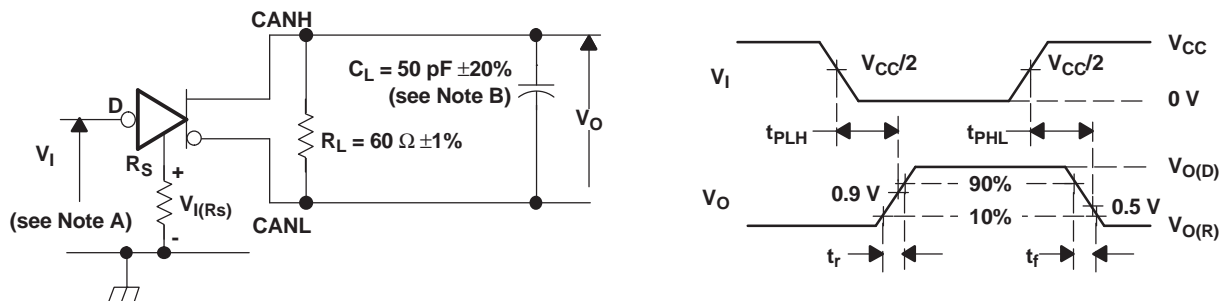 CANH
C_L = 50 pF ±20%
(see Note B)
D
V_O
V_I
R_L = 60 Ω ±1%
R_S
+
V_I(Rs)
(see Note A)
-
CANL
V_I
V_CC/2
V_CC/2
V_CC
0 V
t_PLH
t_PHL
V_O
0.9 V
90%
10%
0.5 V
V_O(D)
V_O(R)
t_r
t_f